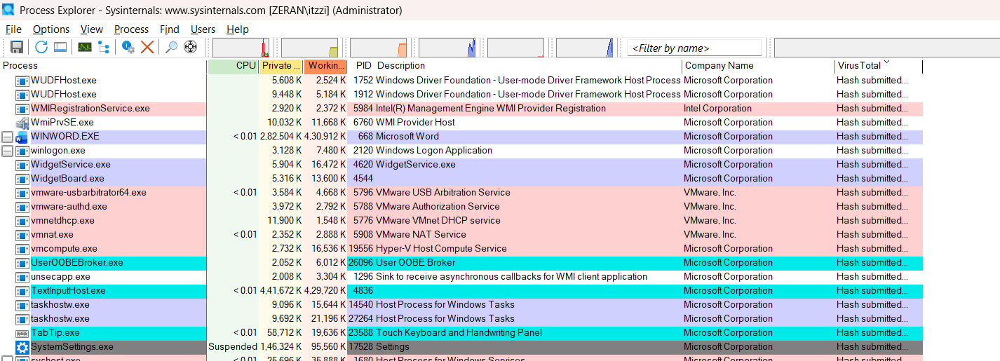 Process Explorer - Sysinternals: www.sysinternals.com [ZERAN\itzzi] (Administrator)
File Options View Process Find Users Help
<Filter by name>
Process CPU Private ... Workin... PID Description Company Name VirusTotal
WUDFHost.exe 5,608 K 2,524 K 1752 Windows Driver Foundation - User-mode Driver Framework Host Process Microsoft Corporation Hash submitted...
WUDFHost.exe 9,448 K 5,184 K 1912 Windows Driver Foundation - User-mode Driver Framework Host Process Microsoft Corporation Hash submitted...
WMIRegistrationService.exe 2,920 K 2,372 K 5984 Intel(R) Management Engine WMI Provider Registration Intel Corporation Hash submitted...
WmiPrvSE.exe 10,032 K 11,668 K 6760 WMI Provider Host Microsoft Corporation Hash submitted...
WINWORD.EXE < 0.01 2,82,504 K 4,30,912 K 668 Microsoft Word Microsoft Corporation Hash submitted...
winlogon.exe 3,128 K 7,480 K 2120 Windows Logon Application Microsoft Corporation Hash submitted...
WidgetService.exe 5,904 K 16,472 K 4620 WidgetService.exe Microsoft Corporation Hash submitted...
WidgetBoard.exe 5,316 K 13,600 K 4544 Microsoft Corporation Hash submitted...
vmware-usbarbitrator64.exe < 0.01 3,584 K 4,668 K 5796 VMware USB Arbitration Service VMware, Inc. Hash submitted...
vmware-authd.exe 3,972 K 2,792 K 5788 VMware Authorization Service VMware, Inc. Hash submitted...
vmnetdhcp.exe 11,900 K 1,548 K 5776 VMware VMnet DHCP service VMware, Inc. Hash submitted...
vmnat.exe < 0.01 2,352 K 2,888 K 5908 VMware NAT Service VMware, Inc. Hash submitted...
vmcompute.exe 2,732 K 16,536 K 19556 Hyper-V Host Compute Service Microsoft Corporation Hash submitted...
UserOOBEBroker.exe 2,052 K 6,012 K 26096 User OOBE Broker Microsoft Corporation Hash submitted...
unsecapp.exe 2,008 K 3,304 K 1296 Sink to receive asynchronous callbacks for WMI client application Microsoft Corporation Hash submitted...
TextInputHost.exe < 0.01 4,41,672 K 4,29,720 K 4836 Microsoft Corporation Hash submitted...
taskhostw.exe 9,096 K 15,644 K 14540 Host Process for Windows Tasks Microsoft Corporation Hash submitted...
taskhostw.exe 9,692 K 21,196 K 27264 Host Process for Windows Tasks Microsoft Corporation Hash submitted...
TabTip.exe < 0.01 58,712 K 19,636 K 23588 Touch Keyboard and Handwriting Panel Microsoft Corporation Hash submitted...
SystemSettings.exe Suspended 1,46,324 K 95,560 K 17528 Settings Microsoft Corporation Hash submitted...
svchost.exe < 0.01 25,696 K 35,888 K 1680 Host Process for Windows Services Microsoft Corporation Hash submitted...